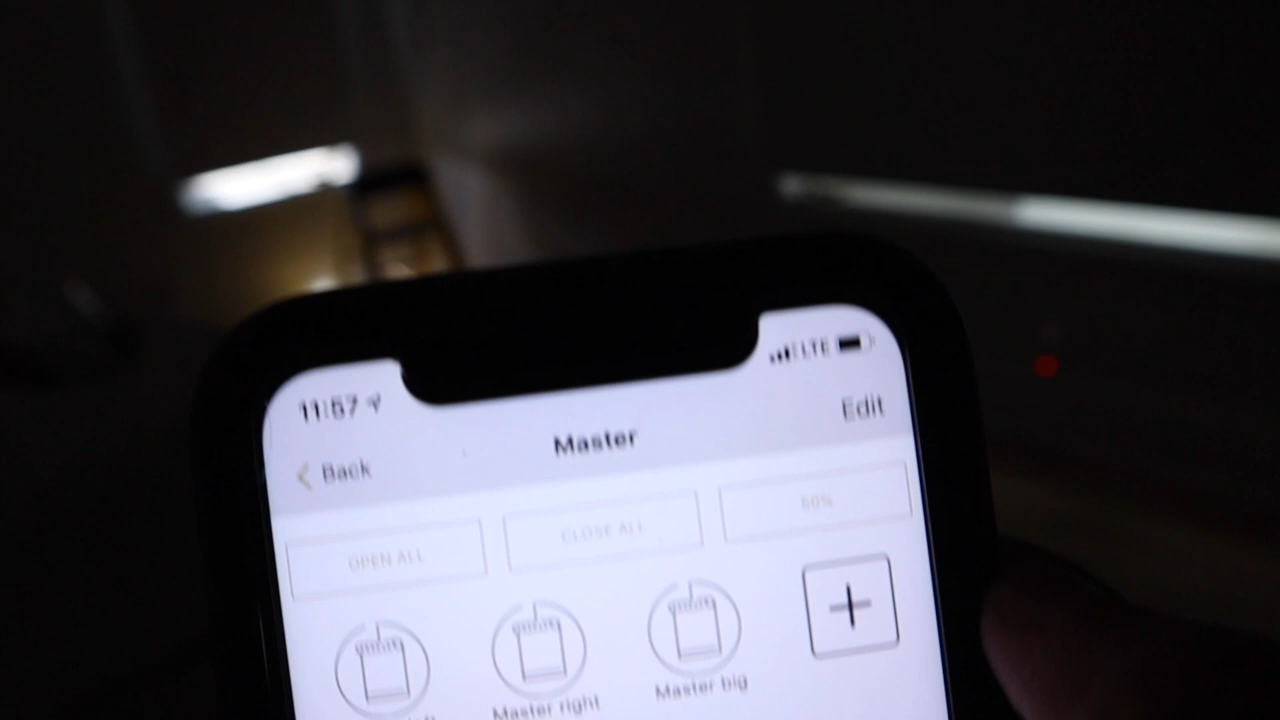 11:57
LTE
Back
Master
Edit
OPEN ALL
CLOSE ALL
50%
Master right
Master big